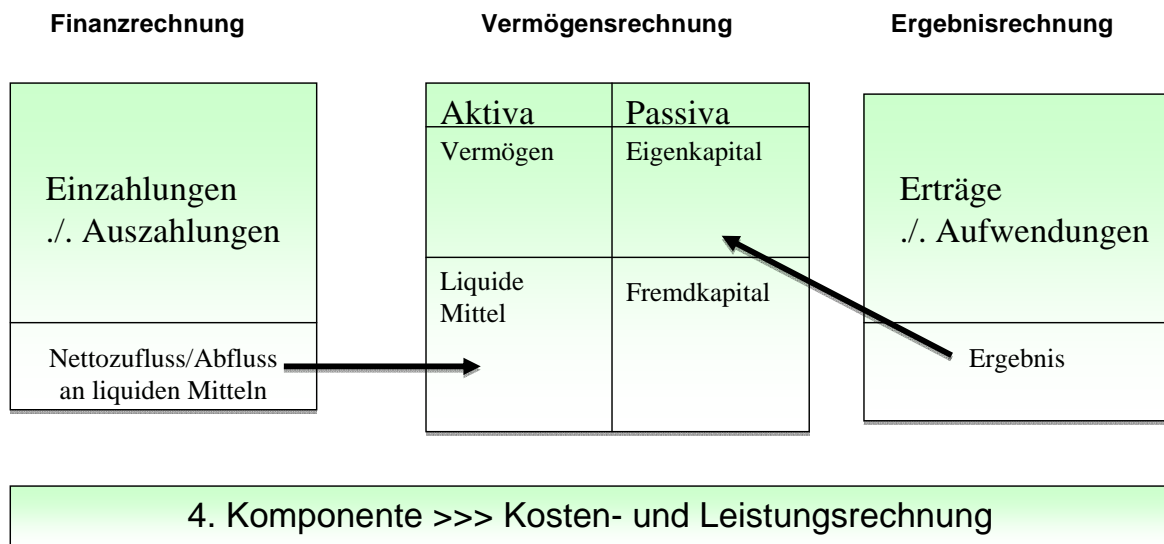 Finanzrechnung
Vermögensrechnung
Ergebnisrechnung
Einzahlungen
./. Auszahlungen
Nettozufluss/Abfluss
an liquiden Mitteln
Aktiva
Passiva
Vermögen
Eigenkapital
Liquide
Mittel
Fremdkapital
Erträge
./. Aufwendungen
Ergebnis
4. Komponente >>> Kosten- und Leistungsrechnung